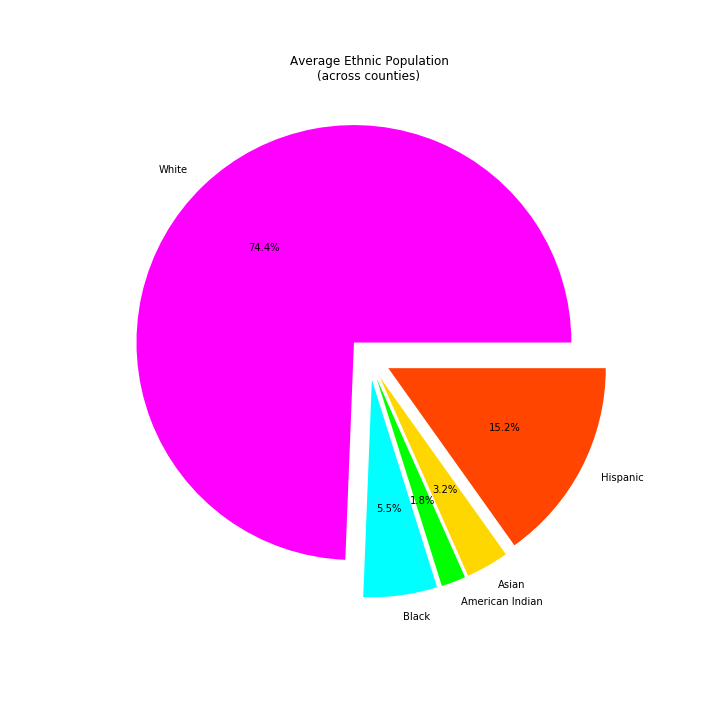 Average Ethnic Population
(across counties)
White
74.4%
15.2%
Hispanic
3.2%
1.8%
5.5%
Asian
American Indian
Black